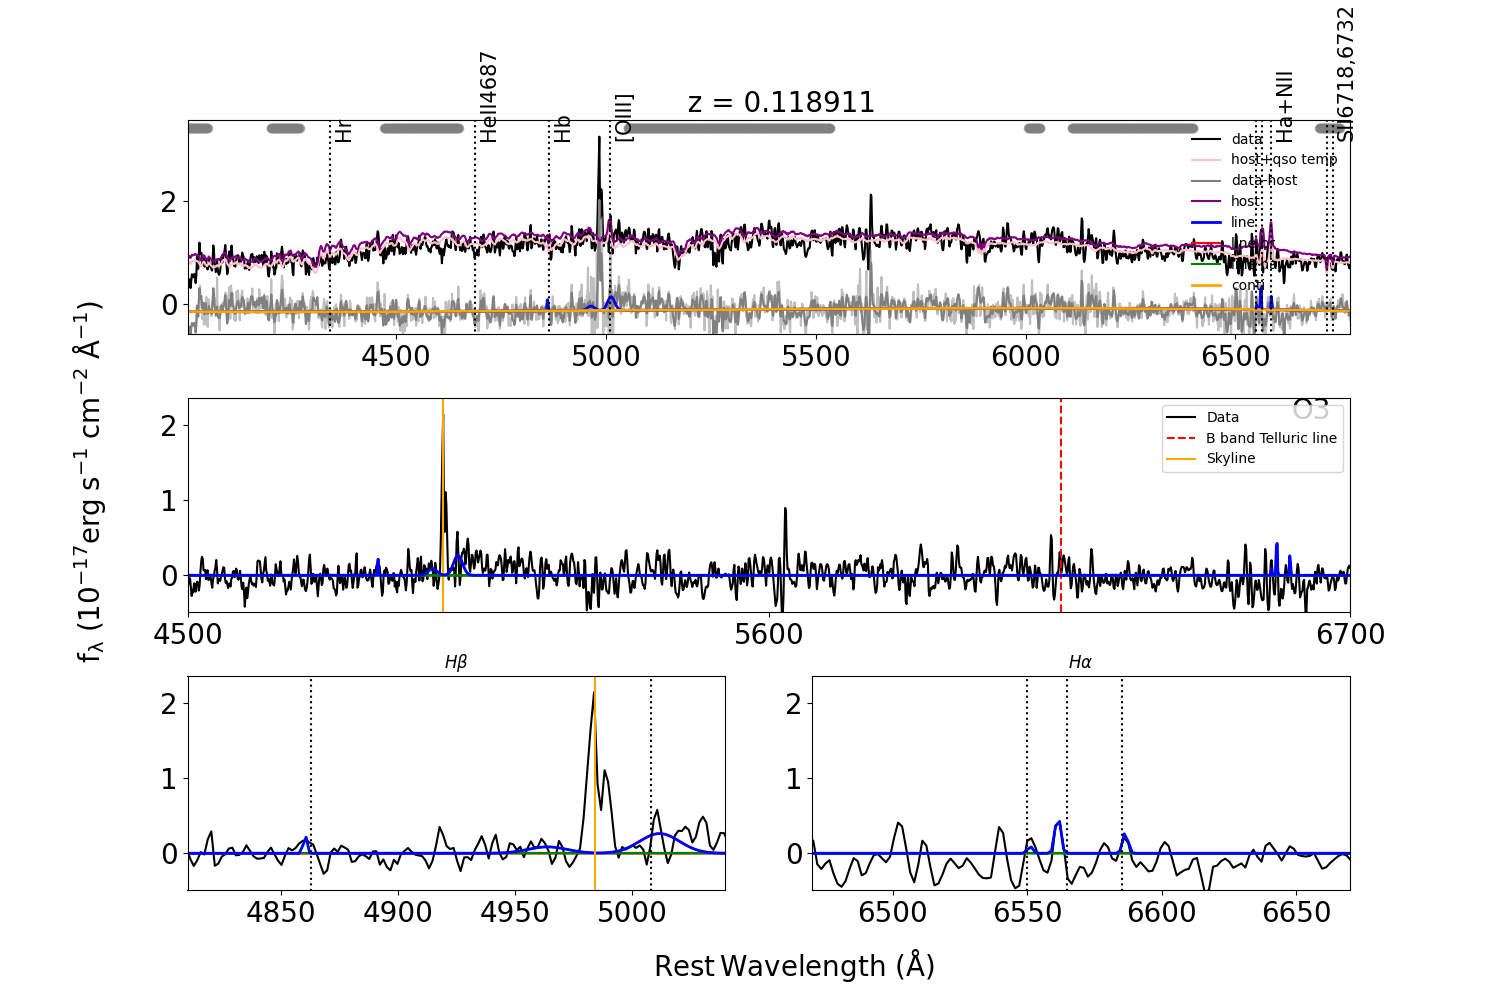 z = 0.118911
Hr
HeII4687
Hb
[OIII]
Ha+NII
SII6718,6732
data
host+qso temp
data-host
host
line
cont
2
0
4500 5000 5500 6000 6500
fλ (10⁻¹⁷erg s⁻¹ cm⁻² Å⁻¹)
O3
Data
B band Telluric line
Skyline
2
1
0
4500 5600 6700
Hβ
2
1
0
4850 4900 4950 5000
Hα
2
1
0
6500 6550 6600 6650
Rest Wavelength (Å)